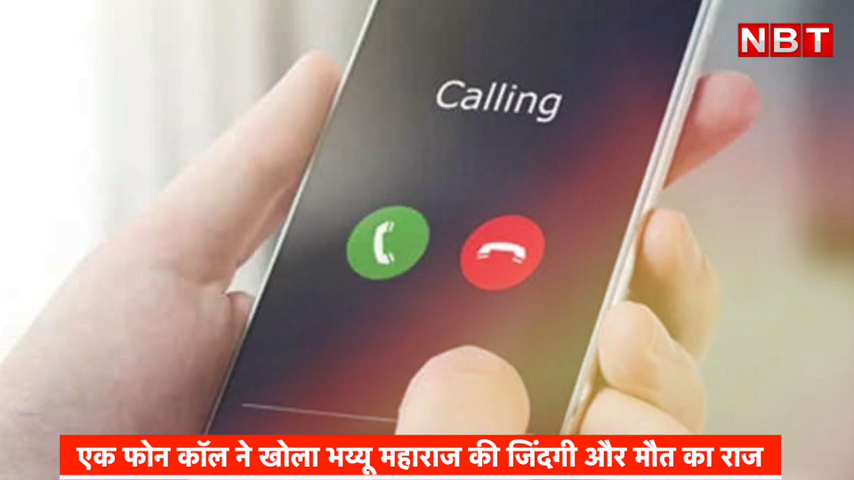 NBT
Calling
एक फोन कॉल ने खोला भय्यू महाराज की जिंदगी और मौत का राज